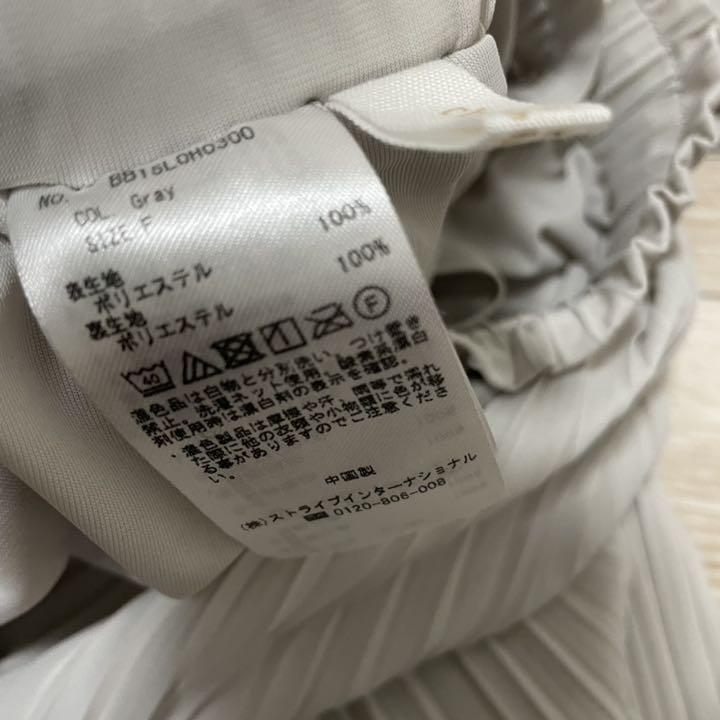 NO. BB15L0H0300
COL. Gray
SIZE F
表生地
ポリエステル 100%
裏生地
ポリエステル 100%
40
F
濃色品は白物と分別洗い、つけ置き
禁止。洗濯ネット使用。酸素系漂白
剤使用時は漂白剤の表示を確認。
・濃色製品は摩擦や汗、雨等で濡れ
た際に他の衣類や小物類に色が移
る事がありますのでご注意くださ
い。
中国製
(株)ストライプインターナショナル
0120-806-008